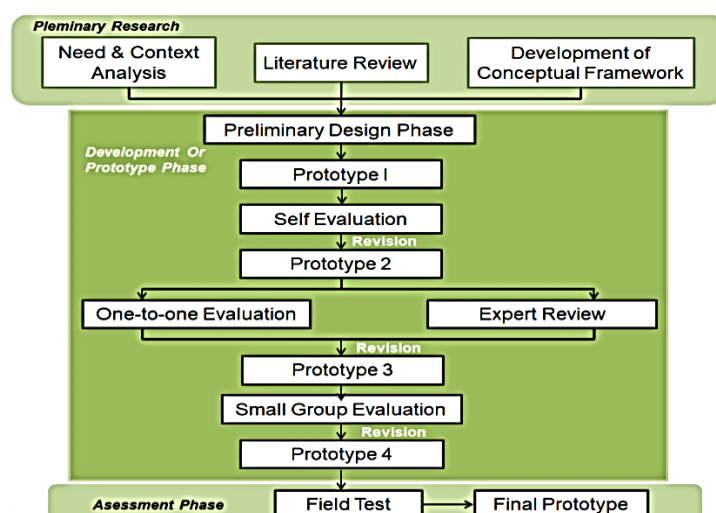 Pleminary Research
Need & Context
Analysis
Literature Review
Development of
Conceptual Framework
Preliminary Design Phase
Development Or
Prototype Phase
Prototype I
Self Evaluation
Revision
Prototype 2
One-to-one Evaluation
Expert Review
Revision
Prototype 3
Small Group Evaluation
Revision
Prototype 4
Asessment Phase
Field Test
Final Prototype